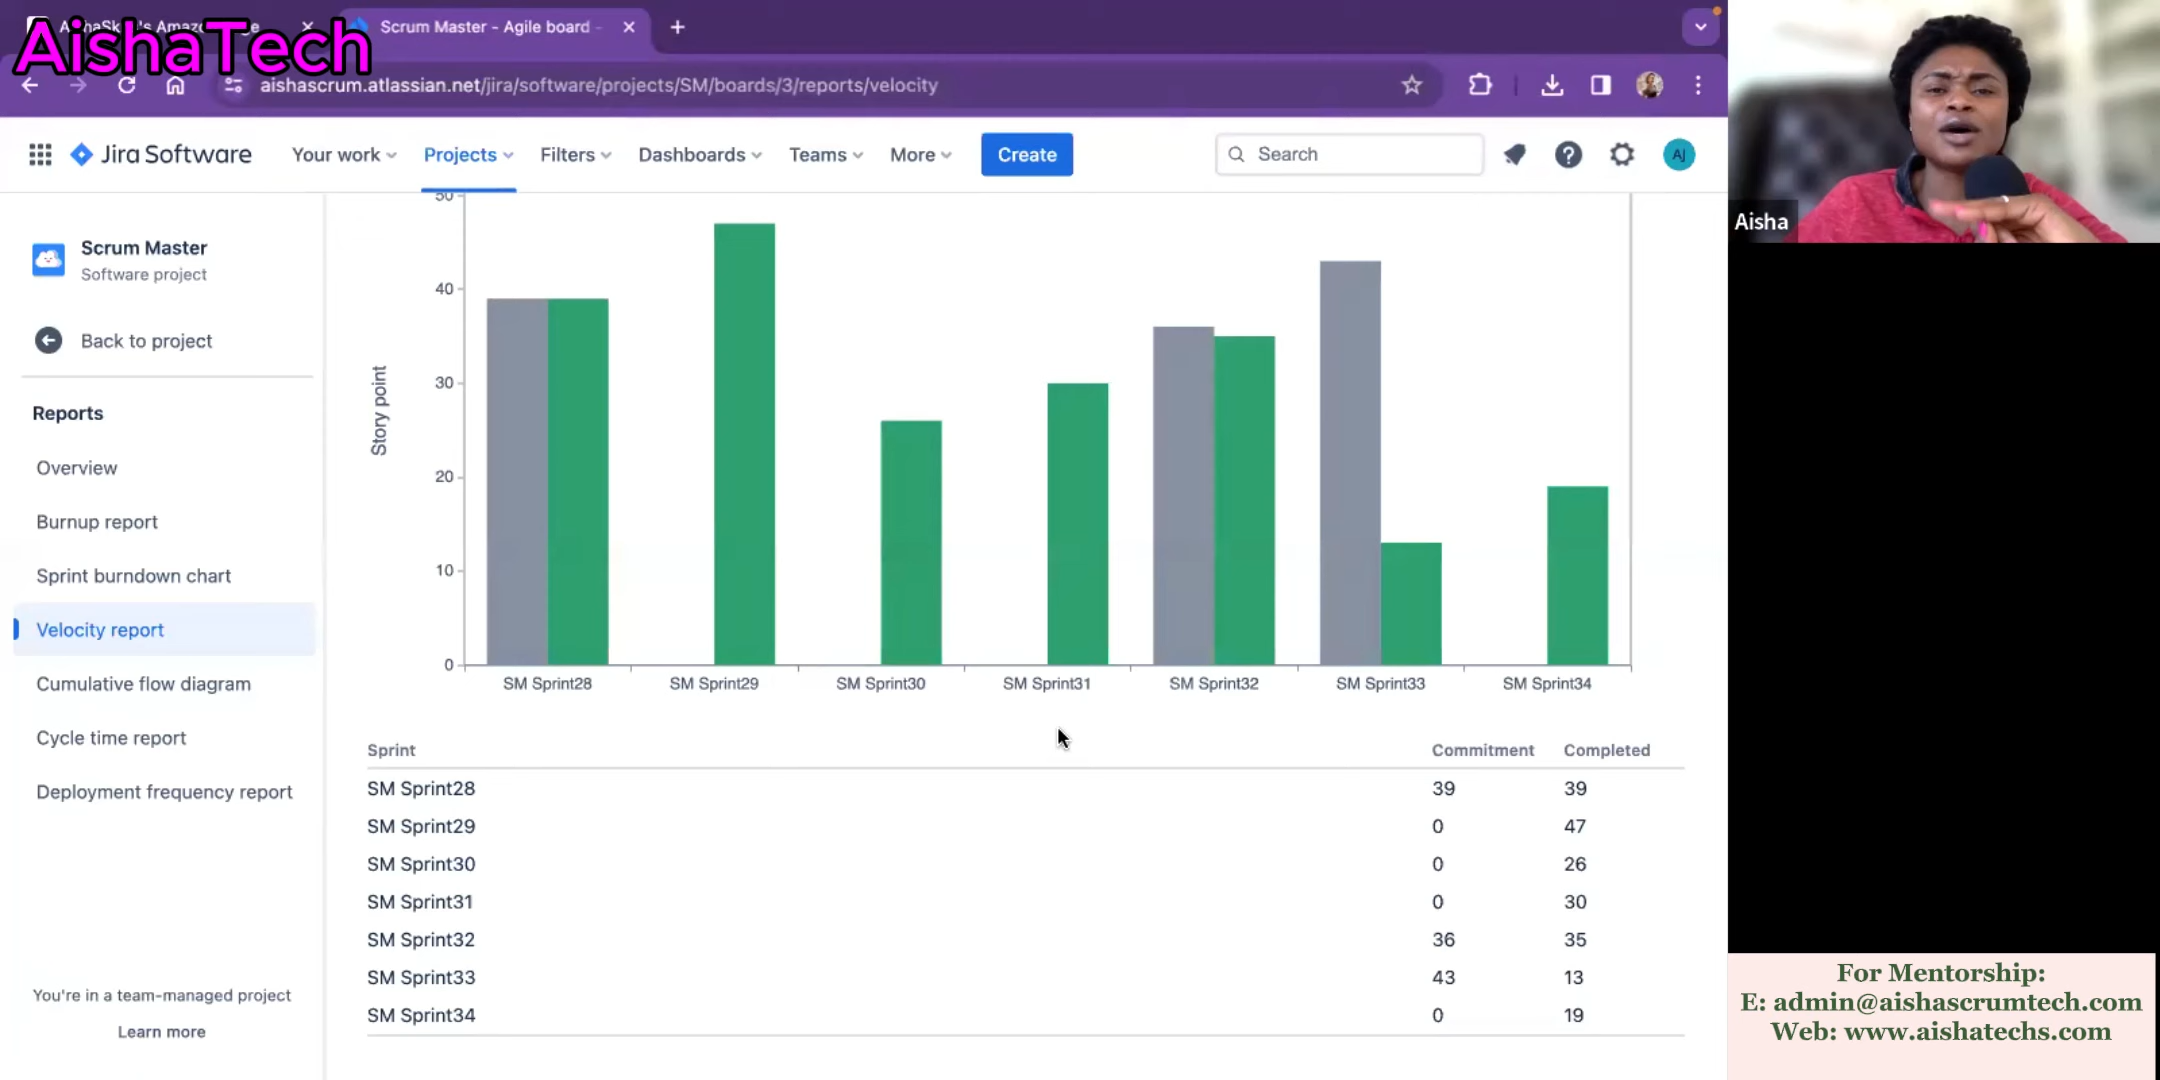 AishaTech
Scrum Master - Agile board -
aishascrum.atlassian.net/jira/software/projects/SM/boards/3/reports/velocity
Jira Software
Your work
Projects
Filters
Dashboards
Teams
More
Create
Search
AJ
Aisha
Scrum Master
Software project
Back to project
Reports
Overview
Burnup report
Sprint burndown chart
Velocity report
Cumulative flow diagram
Cycle time report
Deployment frequency report
You're in a team-managed project
Learn more
Story point
50
40
30
20
10
0
SM Sprint28 SM Sprint29 SM Sprint30 SM Sprint31 SM Sprint32 SM Sprint33 SM Sprint34
Sprint Commitment Completed
SM Sprint28 39 39
SM Sprint29 0 47
SM Sprint30 0 26
SM Sprint31 0 30
SM Sprint32 36 35
SM Sprint33 43 13
SM Sprint34 0 19
For Mentorship:
E: admin@aishascrumtech.com
Web: www.aishatechs.com